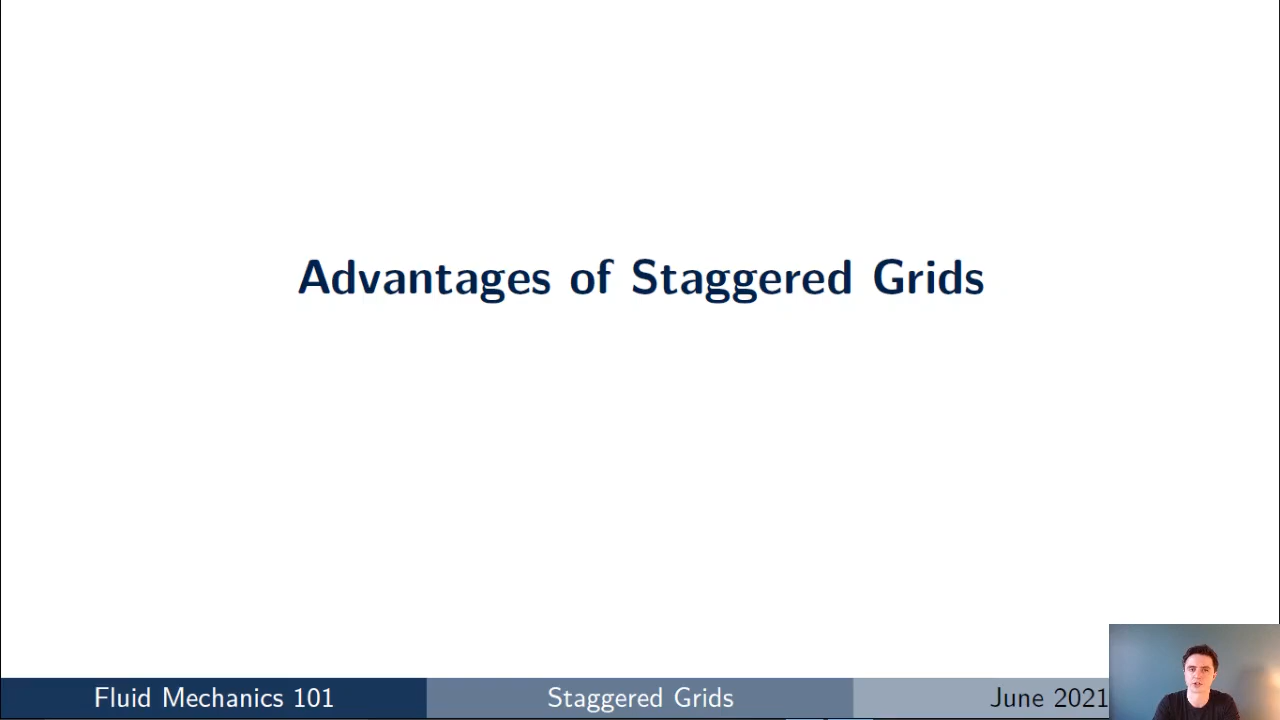 Advantages of Staggered Grids
Fluid Mechanics 101
Staggered Grids
June 2021